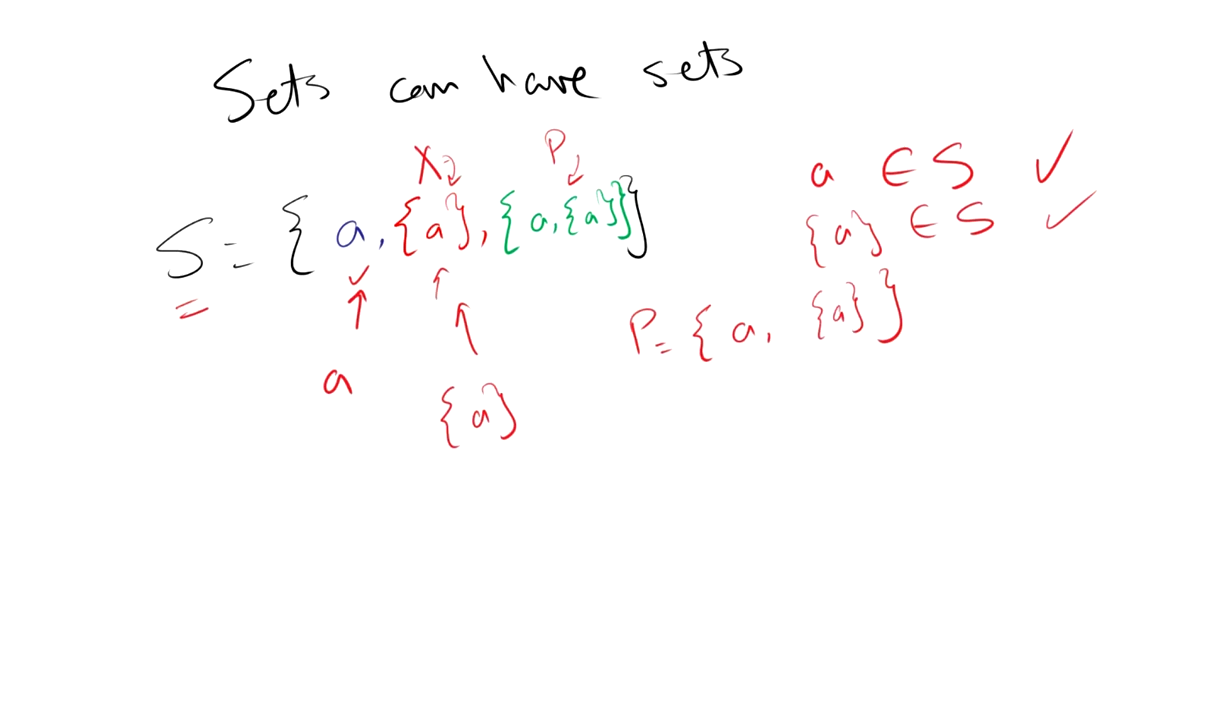 Sets can have sets
X P
S = { a, {a}, {a, {a}} }
a ∈ S ✓
{a} ∈ S ✓
P = { a, {a} }
a
{a}